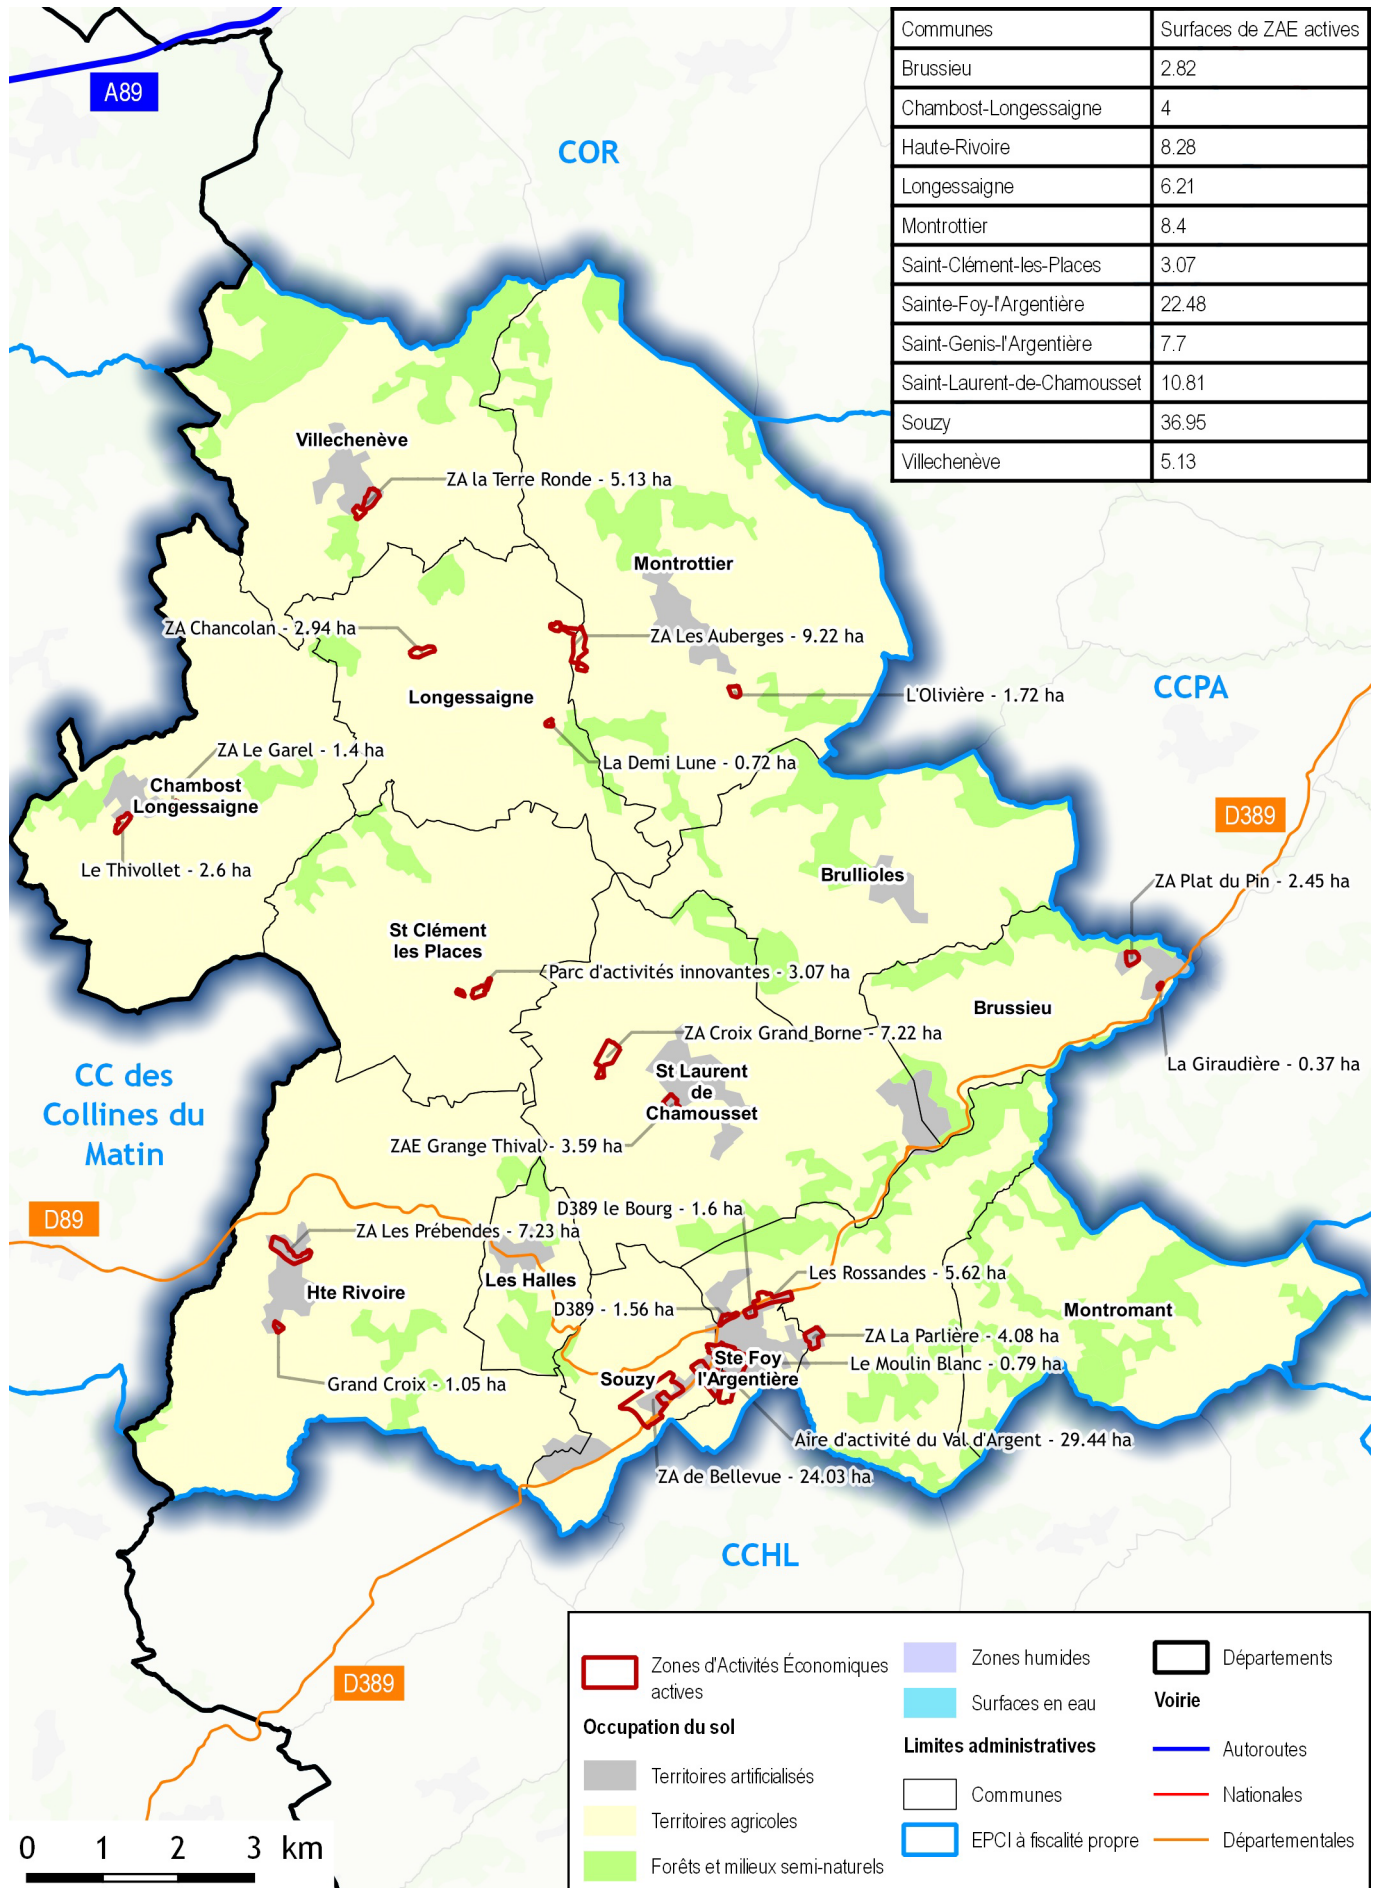 Communes	Surfaces de ZAE actives
Brussieu	2.82
Chambost-Longessaigne	4
Haute-Rivoire	8.28
Longessaigne	6.21
Montrottier	8.4
Saint-Clément-les-Places	3.07
Sainte-Foy-l'Argentière	22.48
Saint-Genis-l'Argentière	7.7
Saint-Laurent-de-Chamousset	10.81
Souzy	36.95
Villechenève	5.13
A89
COR
Villechenève
ZA la Terre Ronde - 5.13 ha
Montrottier
ZA Chancolan - 2.94 ha
ZA Les Auberges - 9.22 ha
CCPA
L'Olivière - 1.72 ha
Longessaigne
ZA Le Garel - 1.4 ha
La Demi Lune - 0.72 ha
Chambost
Longessaigne
D389
Le Thivollet - 2.6 ha
Brullioles
ZA Plat du Pin - 2.45 ha
St Clément
les Places
Parc d'activités innovantes - 3.07 ha
Brussieu
ZA Croix Grand_Borne - 7.22 ha
La Giraudière - 0.37 ha
St Laurent
de
Chamousset
CC des
Collines du
Matin
ZAE Grange Thival - 3.59 ha
D389 le Bourg - 1.6 ha
D89
ZA Les Prébendes - 7.23 ha
Les Rossandes - 5.62 ha
Les Halles
Hte Rivoire
D389 - 1.56 ha
Montromant
ZA La Parlière - 4.08 ha
Ste Foy
l'Argentière
Le Moulin Blanc - 0.79 ha
Souzy
Grand Croix - 1.05 ha
Aire d'activité du Val d'Argent - 29.44 ha
ZA de Bellevue - 24.03 ha
CCHL
D389
0 1 2 3 km
Zones d'Activités Économiques
actives
Occupation du sol
Territoires artificialisés
Territoires agricoles
Forêts et milieux semi-naturels
Zones humides
Surfaces en eau
Limites administratives
Communes
EPCI à fiscalité propre
Départements
Voirie
Autoroutes
Nationales
Départementales